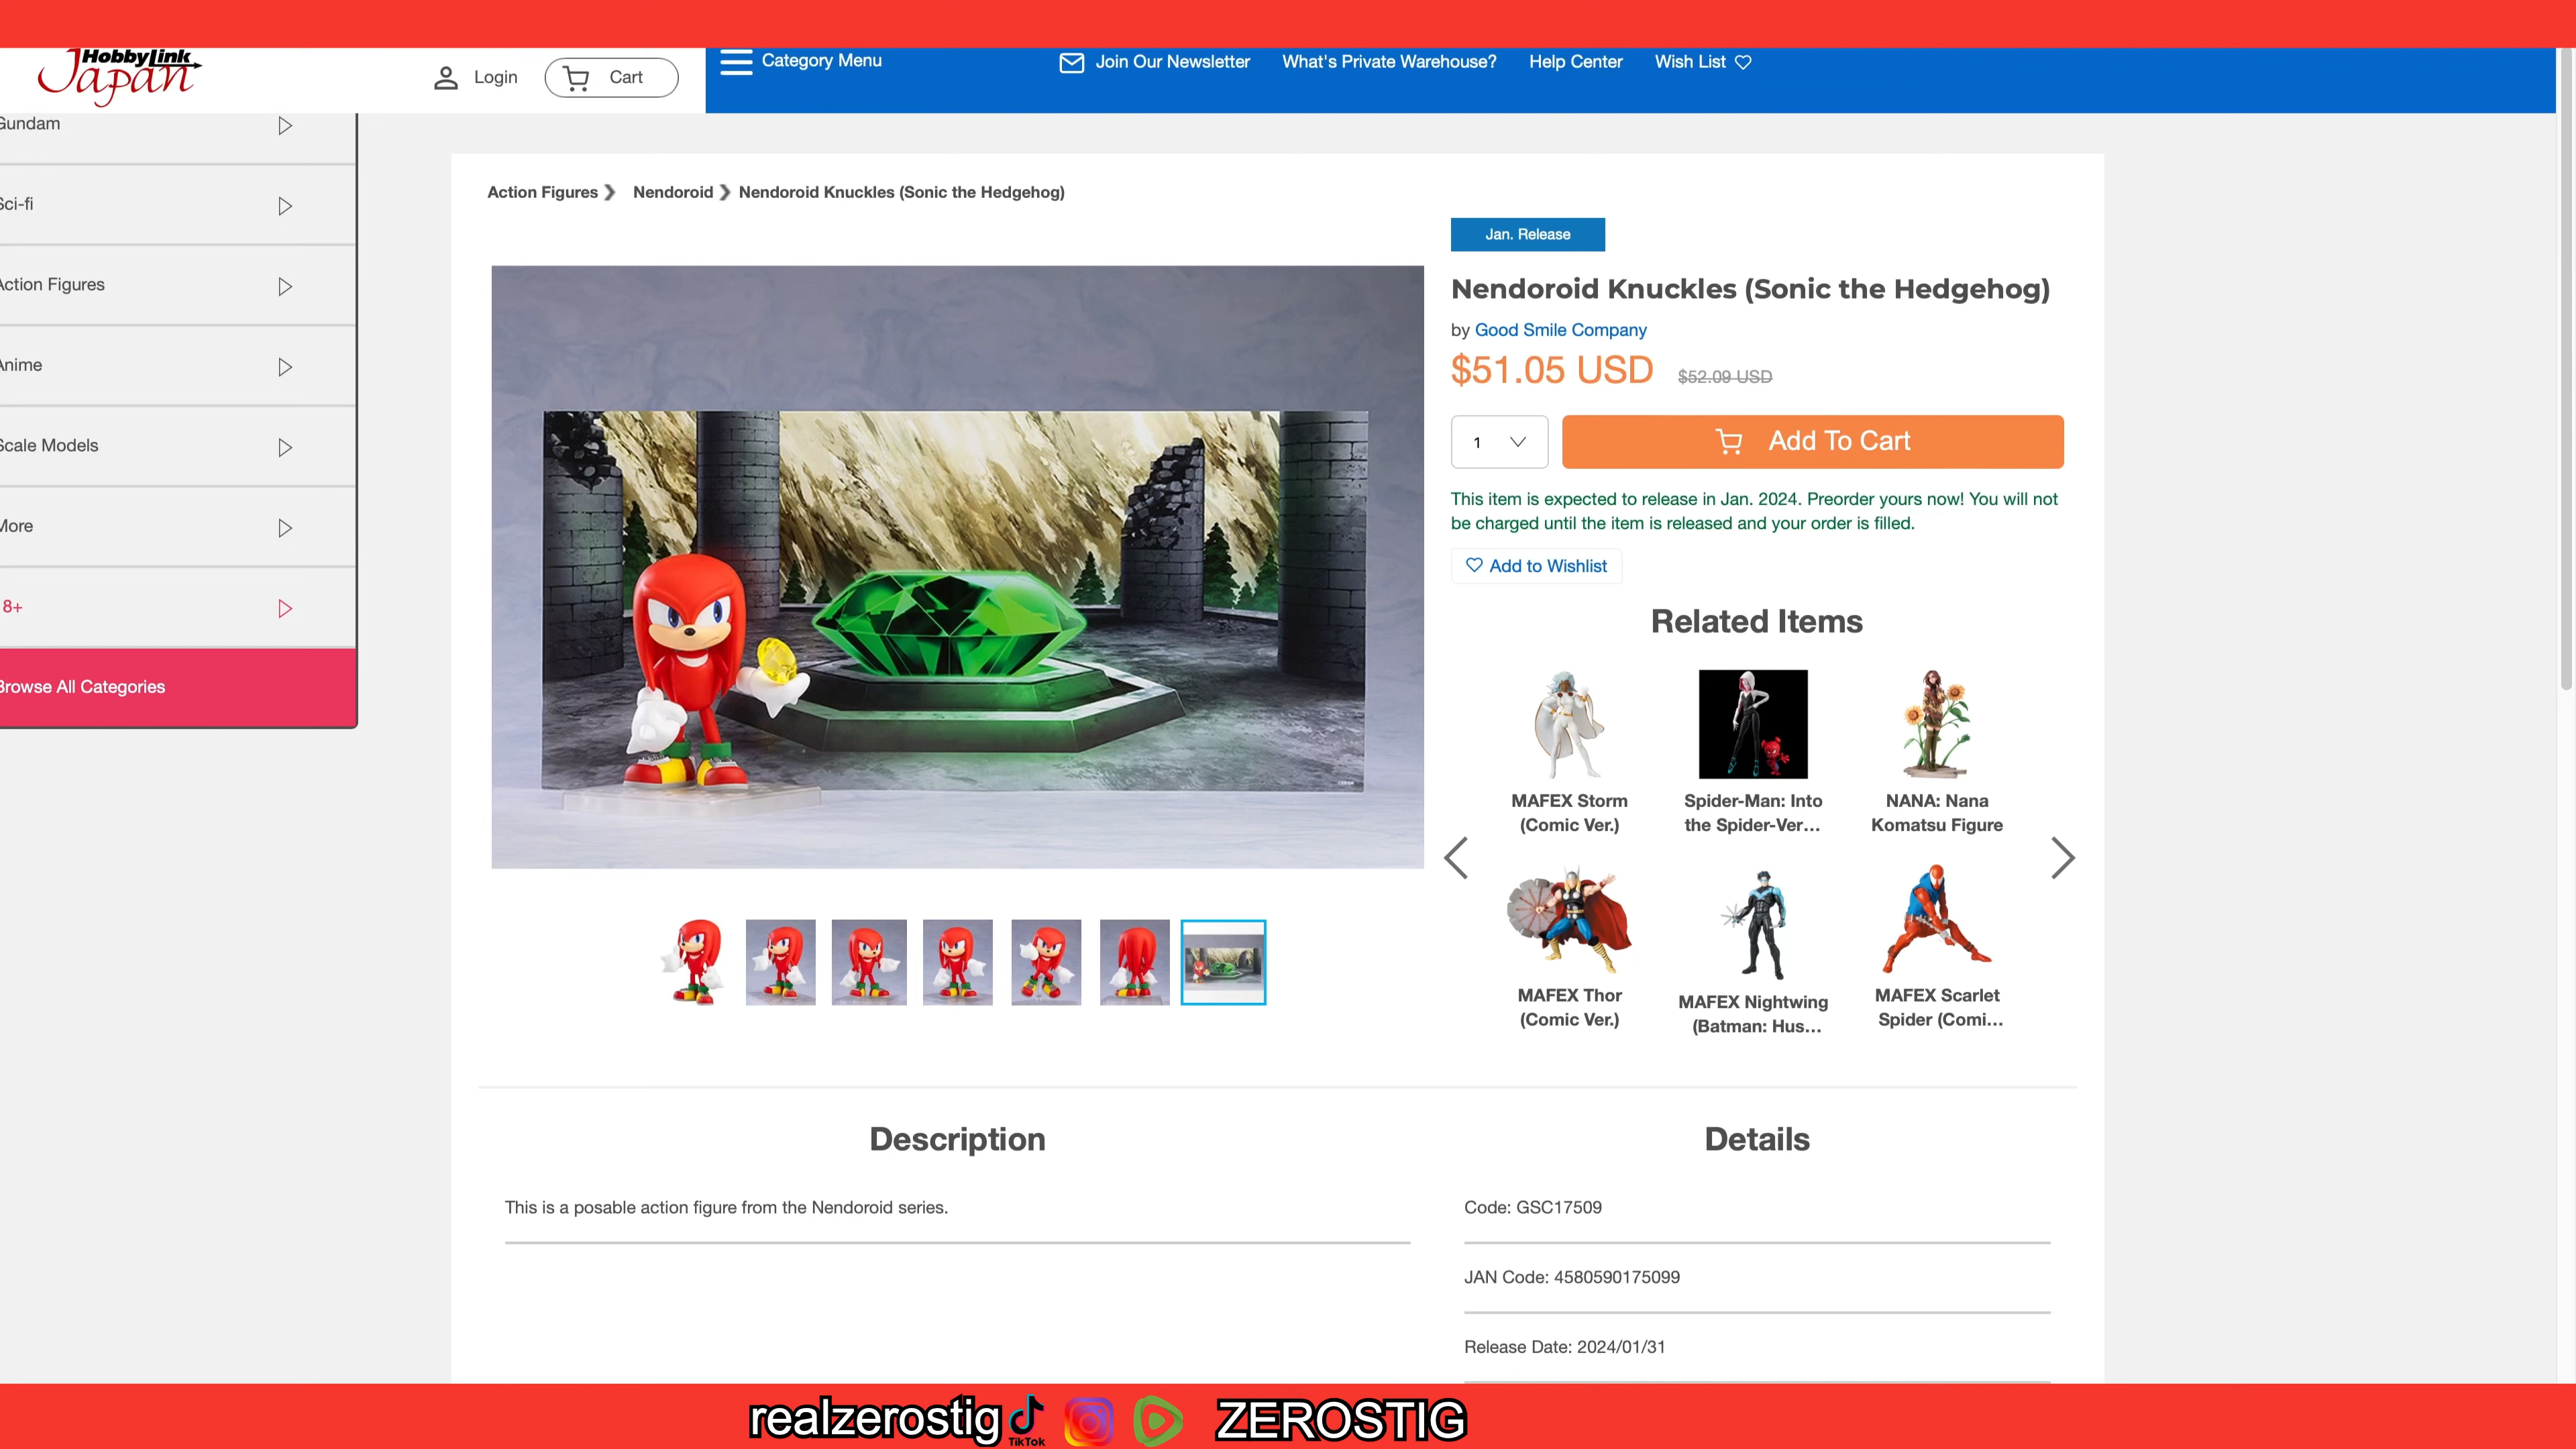 HobbyLink
Japan
Login
Cart
Category Menu
Join Our Newsletter
What's Private Warehouse?
Help Center
Wish List
Gundam
Sci-fi
Action Figures
Anime
Scale Models
More
8+
Browse All Categories
Action Figures
Nendoroid
Nendoroid Knuckles (Sonic the Hedgehog)
Jan. Release
Nendoroid Knuckles (Sonic the Hedgehog)
by Good Smile Company
$51.05 USD $52.09 USD
1
Add To Cart
This item is expected to release in Jan. 2024. Preorder yours now! You will not
be charged until the item is released and your order is filled.
Add to Wishlist
Related Items
MAFEX Storm
(Comic Ver.)
Spider-Man: Into
the Spider-Ver...
NANA: Nana
Komatsu Figure
MAFEX Thor
(Comic Ver.)
MAFEX Nightwing
(Batman: Hus...
MAFEX Scarlet
Spider (Comi...
Description
This is a posable action figure from the Nendoroid series.
Details
Code: GSC17509
JAN Code: 4580590175099
Release Date: 2024/01/31
realzerostig
TikTok
ZEROSTIG